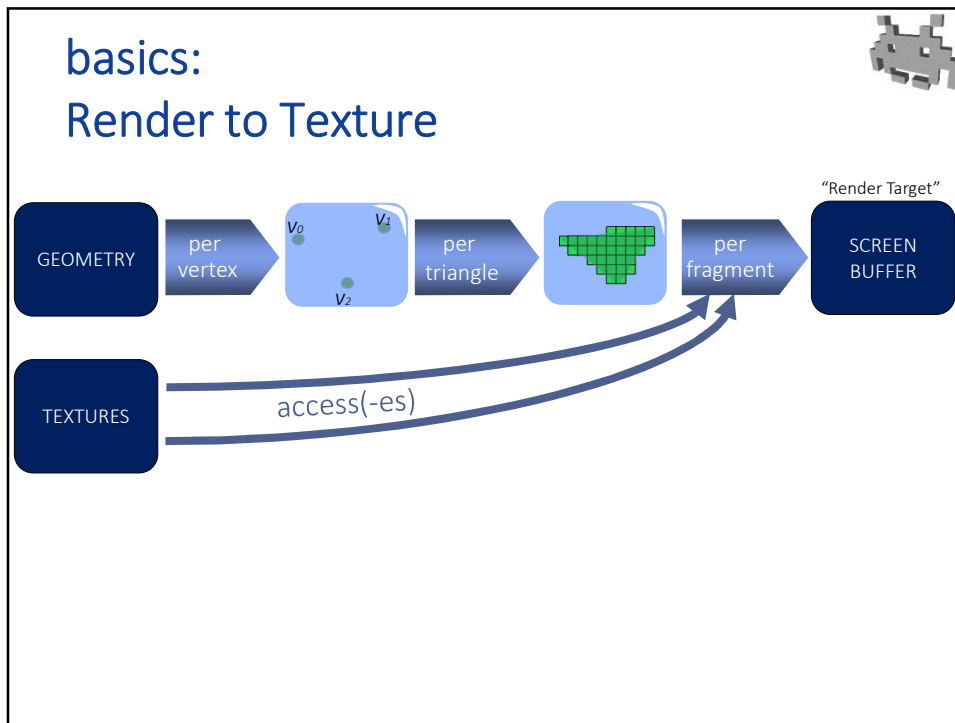 basics:
Render to Texture
"Render Target"
GEOMETRY
per
vertex
V0
V1
V2
per
triangle
per
fragment
SCREEN
BUFFER
TEXTURES
access(-es)